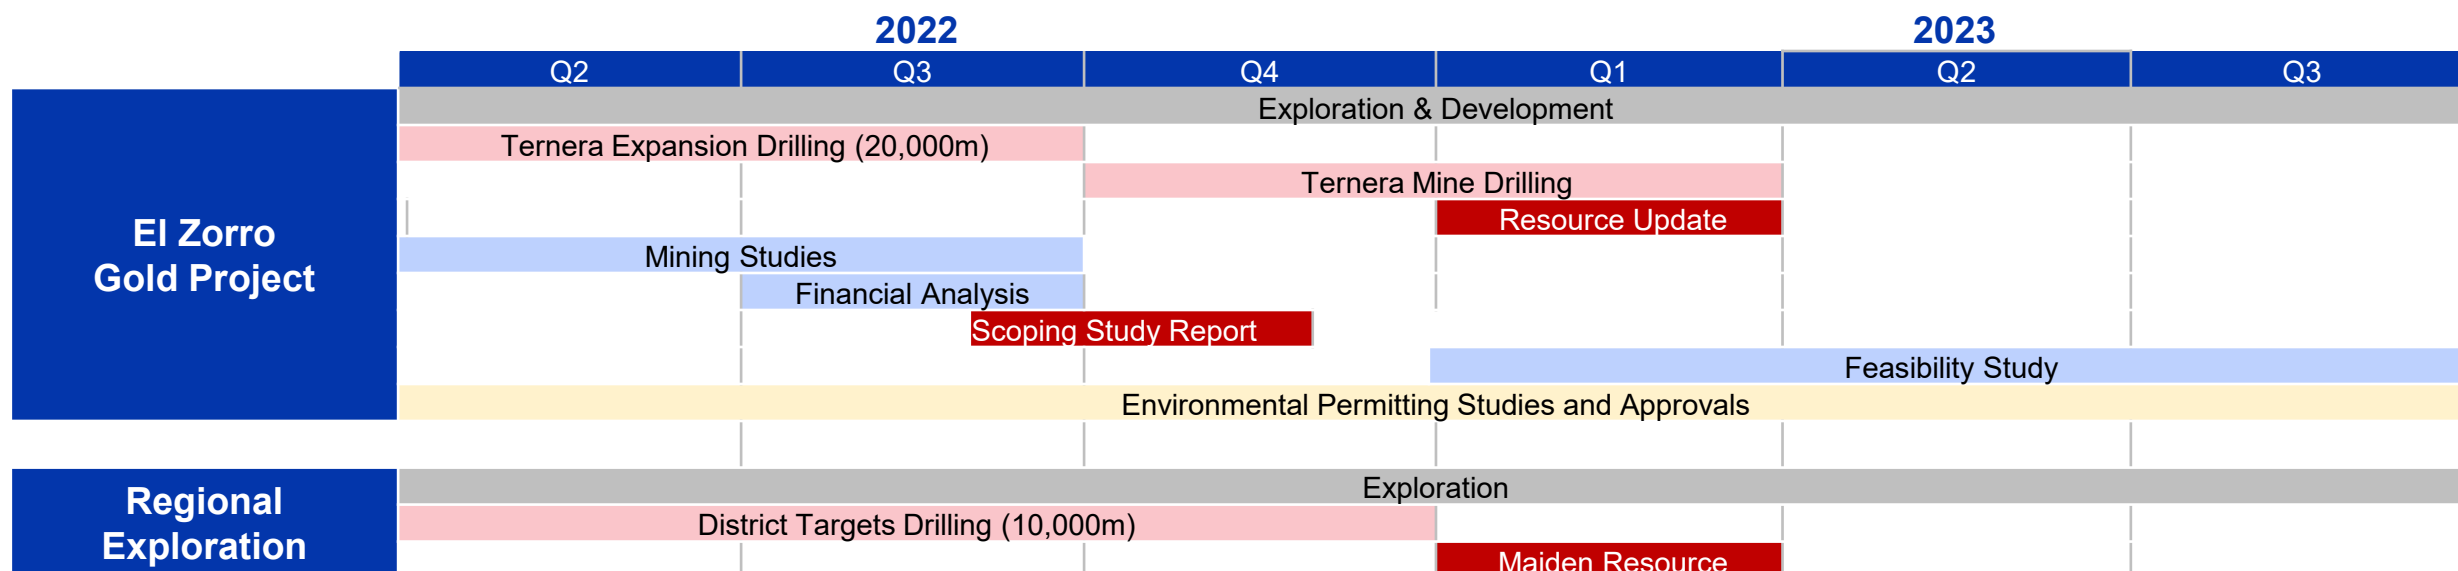 2022
2023
Q2
Q3
Q4
Q1
Q2
Q3
El Zorro
Gold Project
Exploration & Development
Ternera Expansion Drilling (20,000m)
Ternera Mine Drilling
Resource Update
Mining Studies
Financial Analysis
Scoping Study Report
Feasibility Study
Environmental Permitting Studies and Approvals
Regional
Exploration
Exploration
District Targets Drilling (10,000m)
Maiden Resource